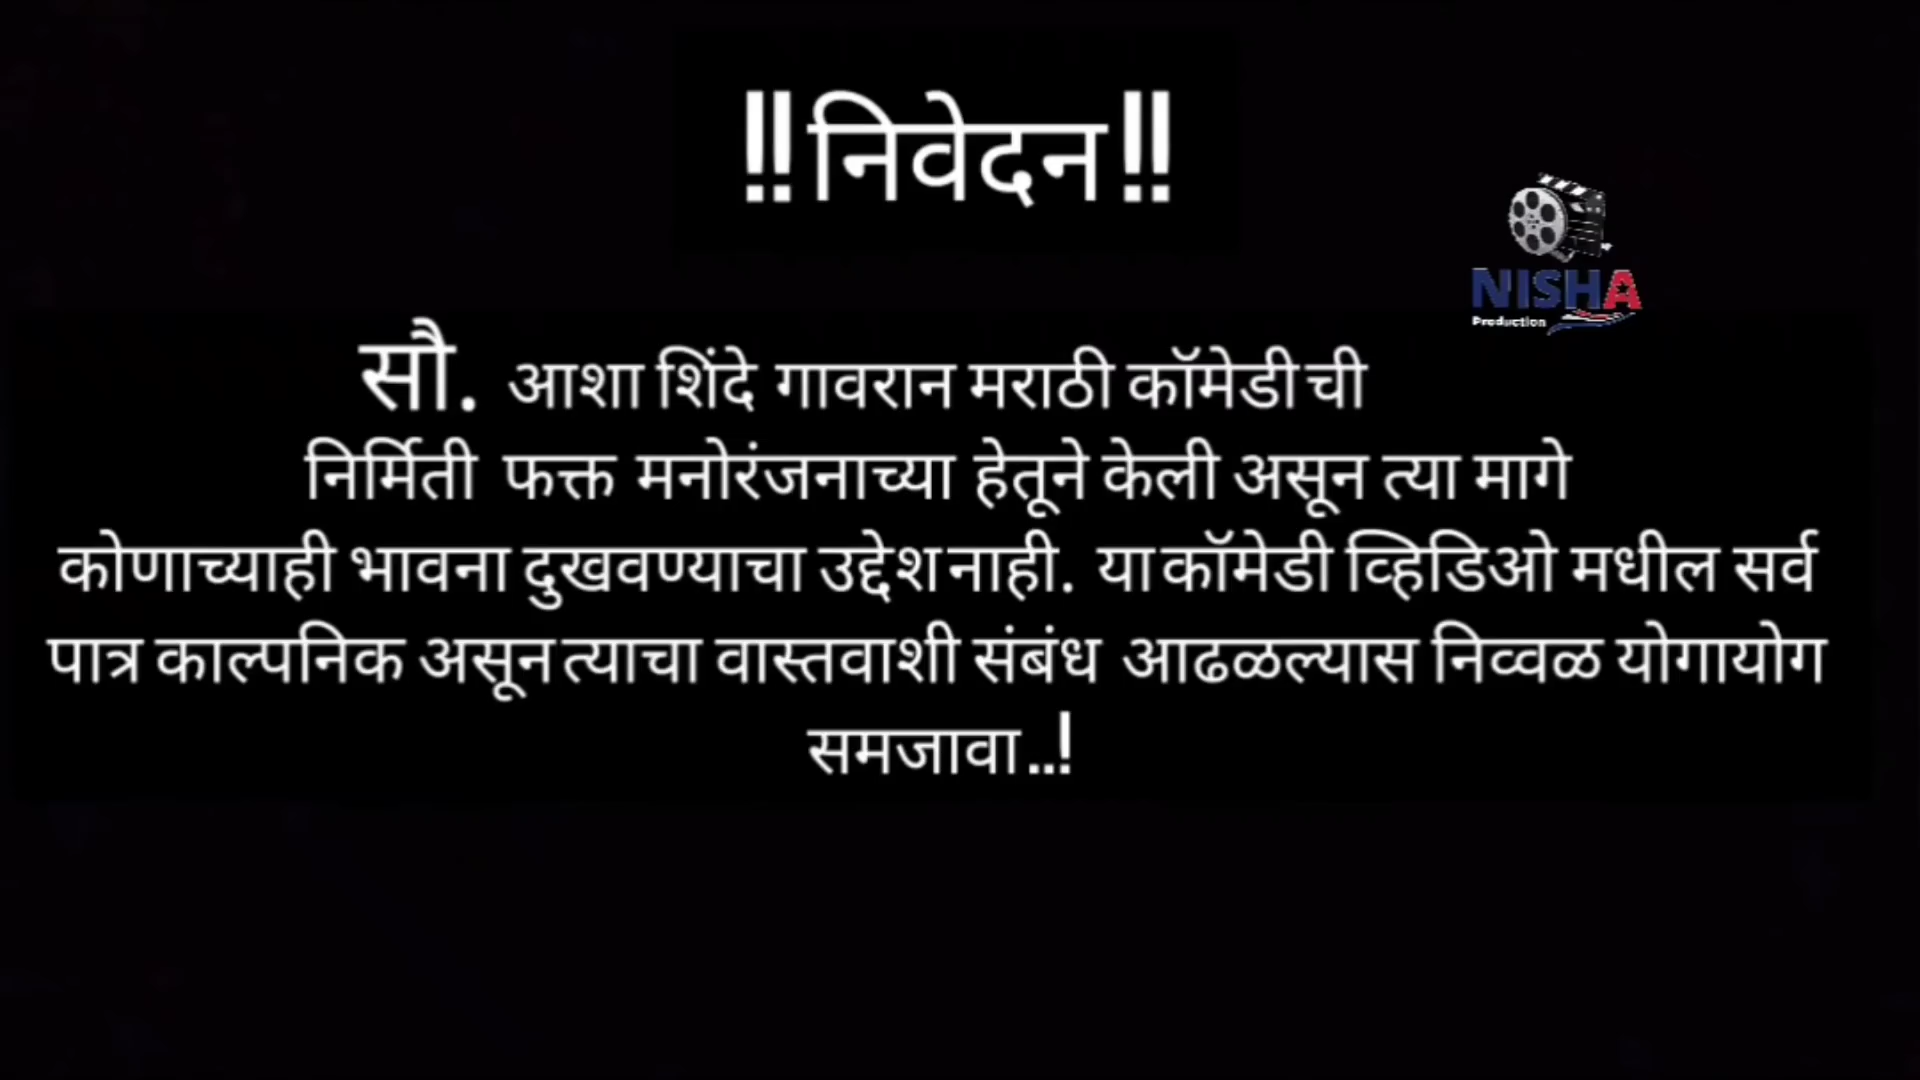 !!निवेदन!!
NISHA
Production
सौ. आशा शिंदे गावरान मराठी कॉमेडी ची
निर्मिती फक्त मनोरंजनाच्या हेतूने केली असून त्या मागे
कोणाच्याही भावना दुखवण्याचा उद्देश नाही. या कॉमेडी व्हिडिओ मधील सर्व
पात्र काल्पनिक असून त्याचा वास्तवाशी संबंध आढळल्यास निव्वळ योगायोग
समजावा..!